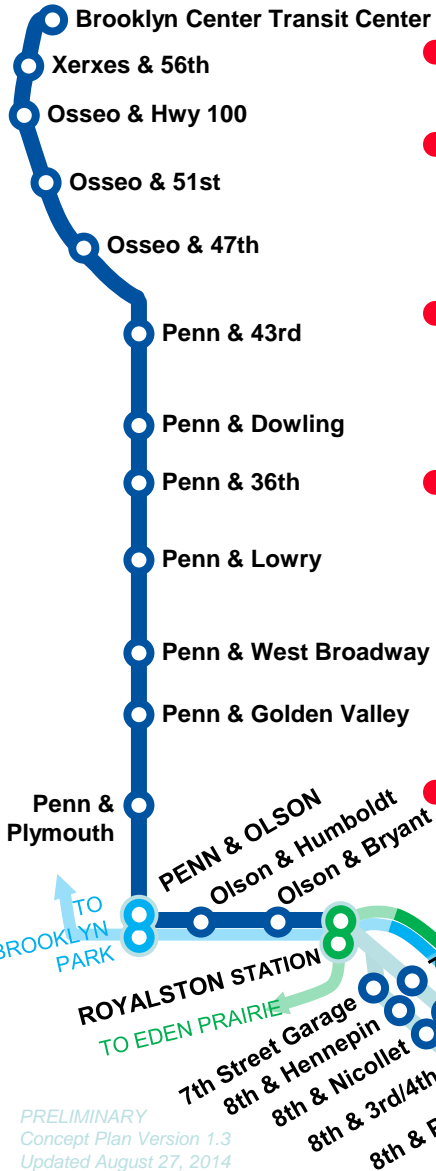 Brooklyn Center Transit Center
Xerxes & 56th
Osseo & Hwy 100
Osseo & 51st
Osseo & 47th
Penn & 43rd
Penn & Dowling
Penn & 36th
Penn & Lowry
Penn & West Broadway
Penn & Golden Valley
Penn &
Plymouth
PENN & OLSON
Olson & Humboldt
Olson & Bryant
TO
BROOKLYN
PARK
ROYALSTON STATION
TO EDEN PRAIRIE
7th Street Garage
8th & Hennepin
8th & Nicollet
8th & 3rd/4th
8th &
PRELIMINARY
Concept Plan Version 1.3
Updated August 27, 2014